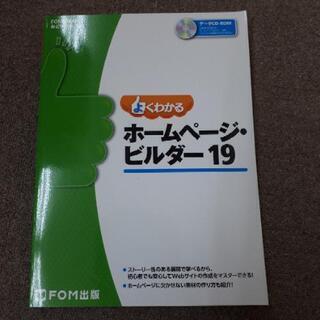 データCD-ROM
よくわかる
ホームページ・
ビルダー19
• ストーリー性のある展開で学べるから、
初心者でも安心してWebサイトの作成をマスターできる!
• ホームページに欠かせない素材の作り方も紹介!
FOM出版